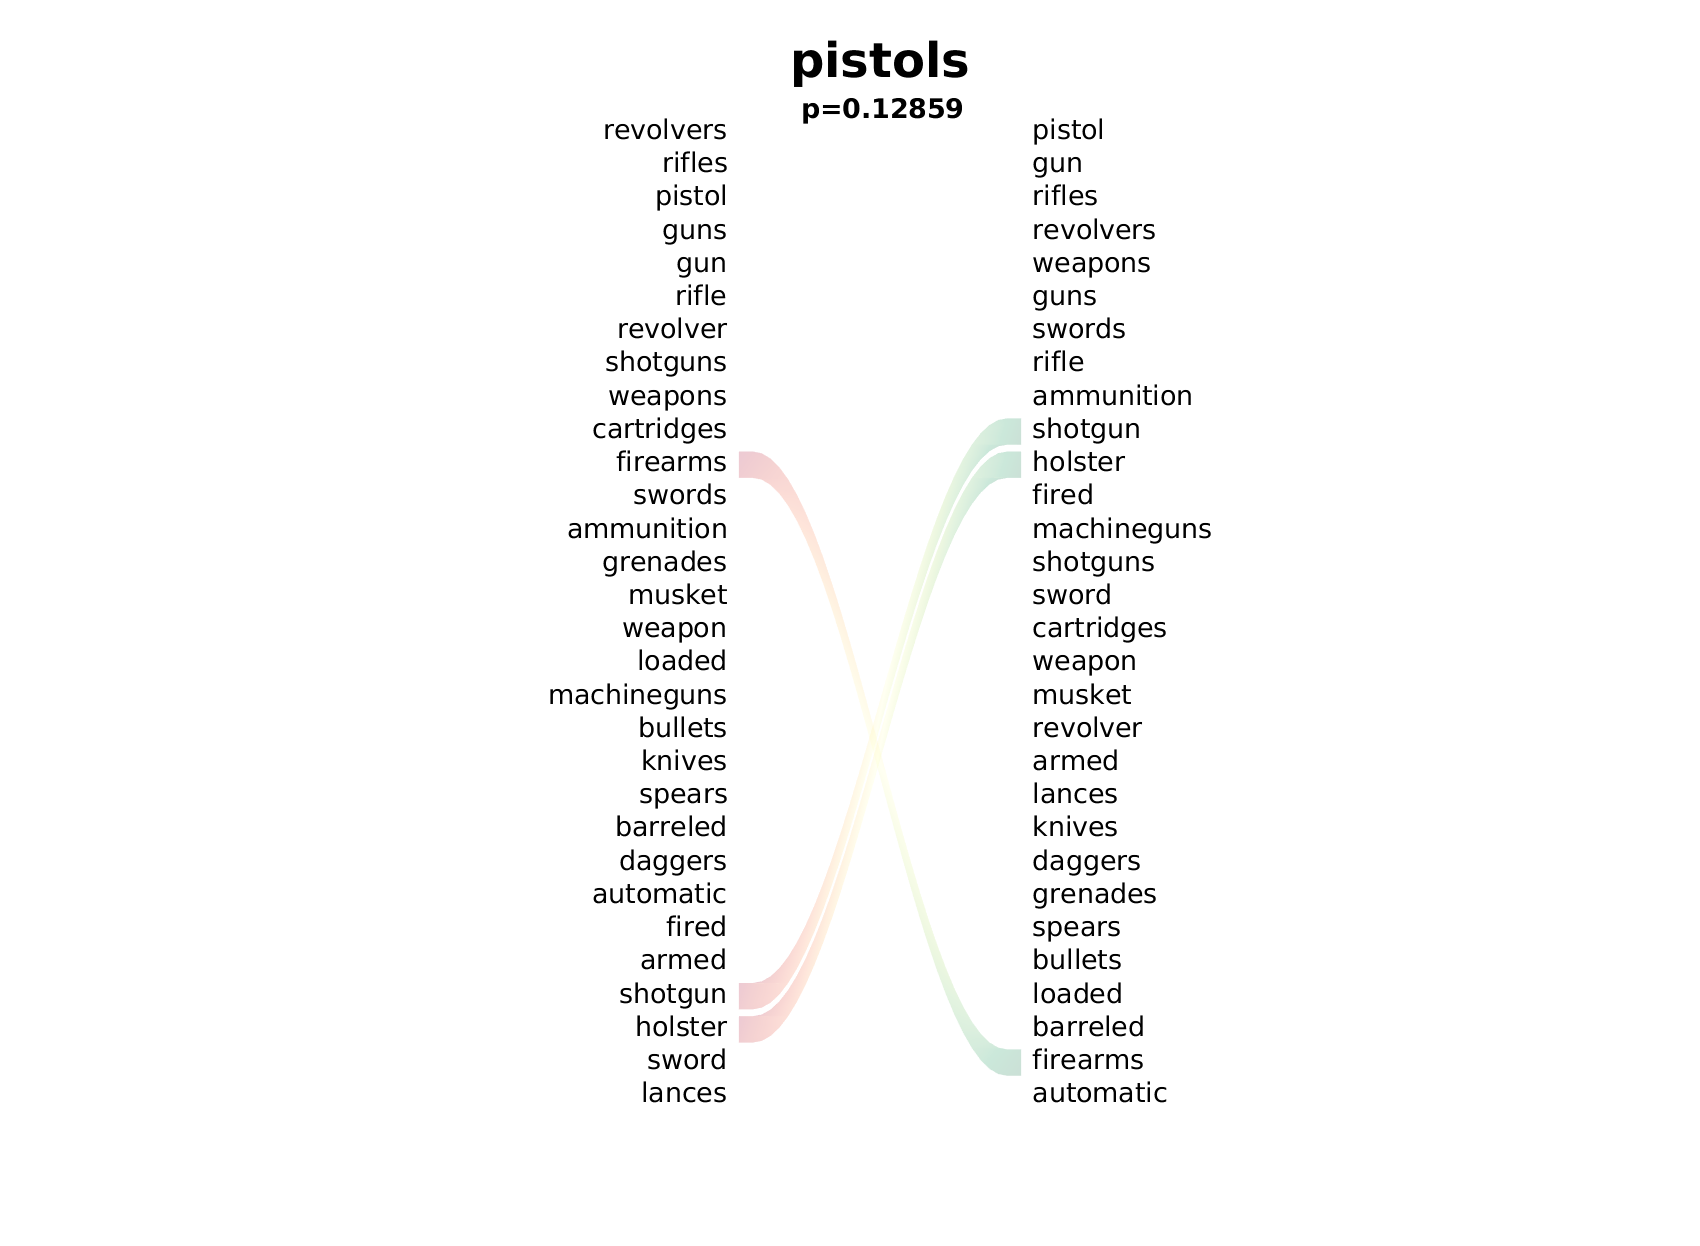 pistols
p=0.12859
revolvers pistol
rifles gun
pistol rifles
guns revolvers
gun weapons
rifle guns
revolver swords
shotguns rifle
weapons ammunition
cartridges shotgun
firearms holster
swords fired
ammunition machineguns
grenades shotguns
musket sword
weapon cartridges
loaded weapon
machineguns musket
bullets revolver
knives armed
spears lances
barreled knives
daggers daggers
automatic grenades
fired spears
armed bullets
shotgun loaded
holster barreled
sword firearms
lances automatic